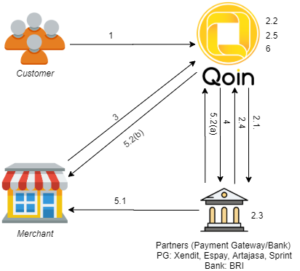 1
2.2
2.5
6
Customer
Qoin
3
5.2(b)
5.2(a)
4
2.4
2.1
5.1
2.3
Merchant
Partners (Payment Gateway/Bank)
PG: Xendit, Espay, Artajasa, Sprint
Bank: BRI